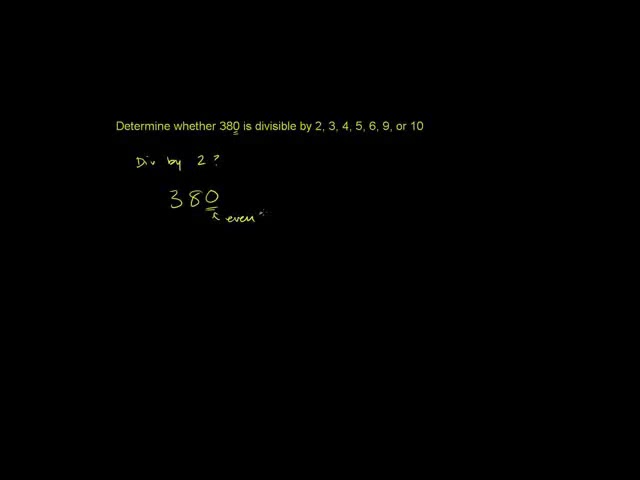 Determine whether 380 is divisible by 2, 3, 4, 5, 6, 9, or 10
Div by 2?
380
even